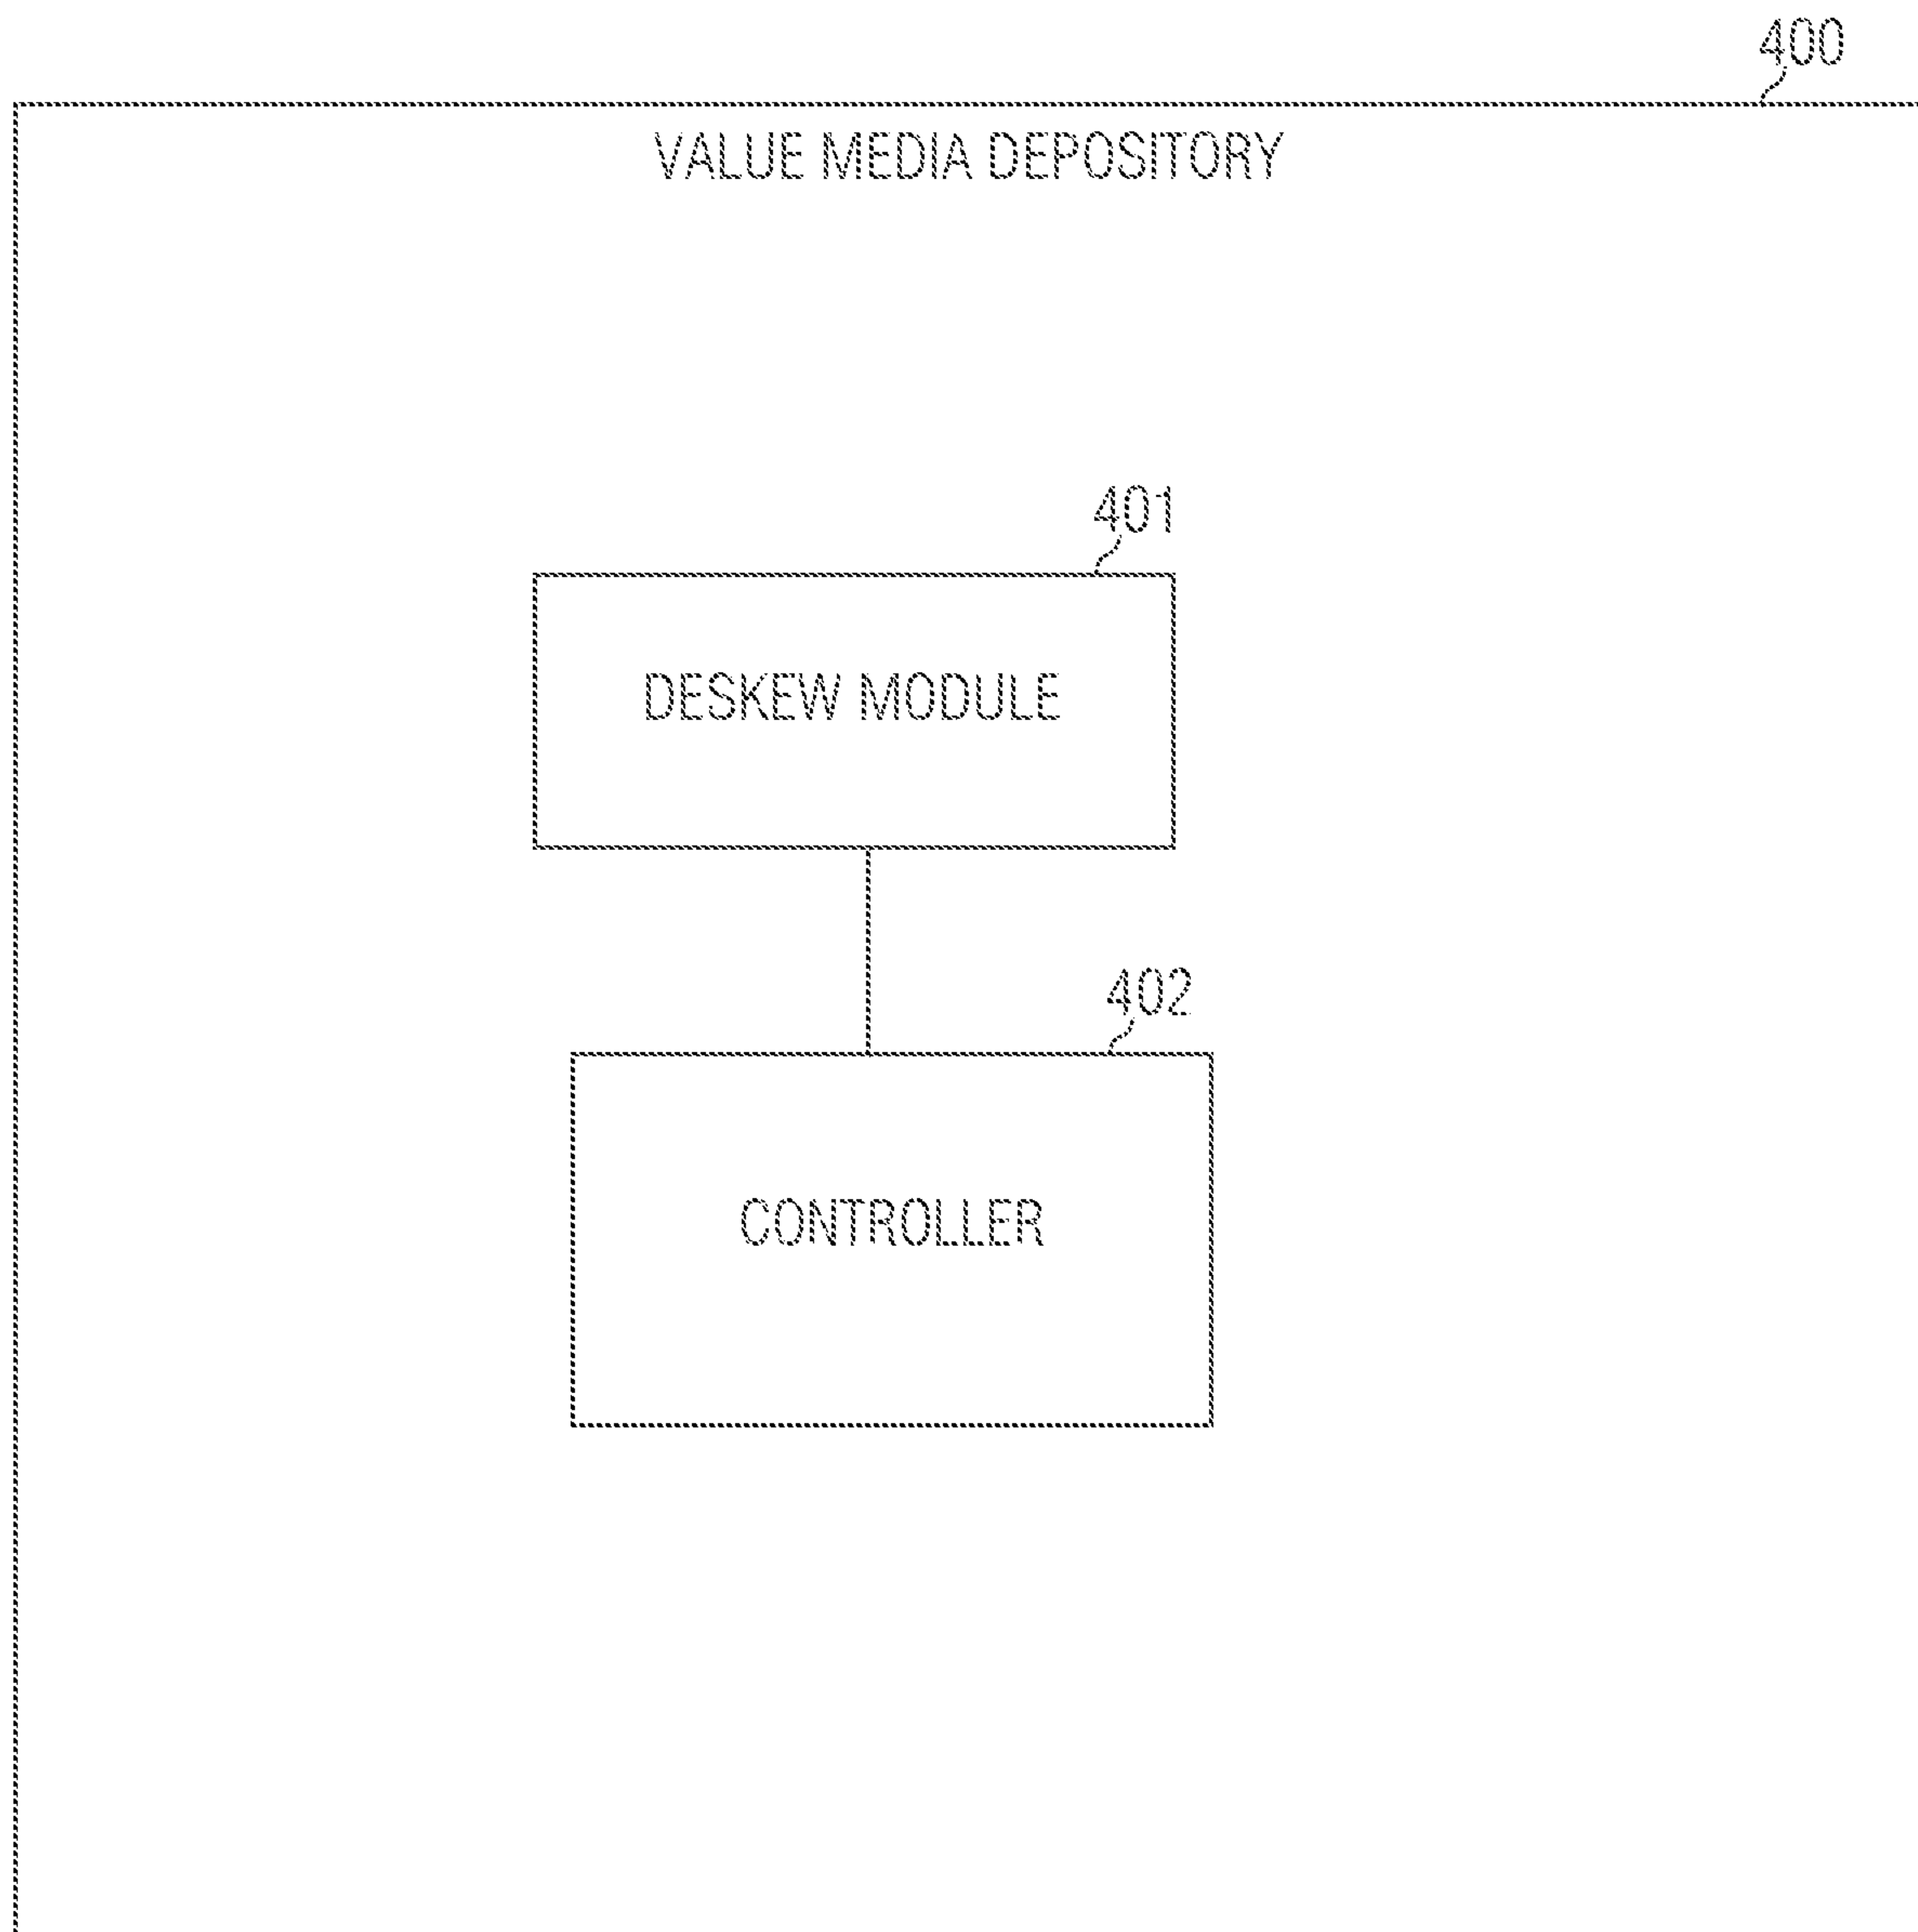 400
VALUE MEDIA DEPOSITORY
401
DESKEW MODULE
402
CONTROLLER